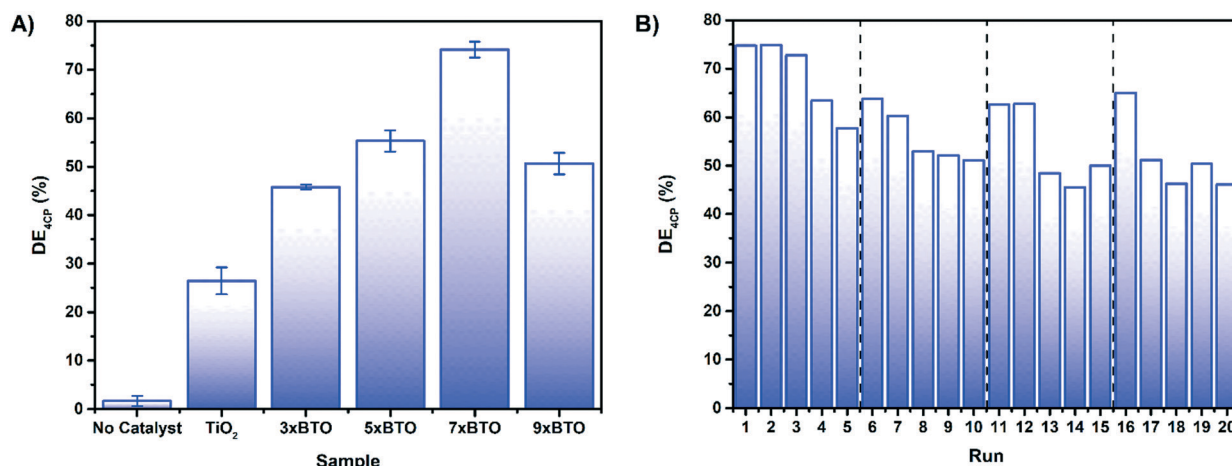 A)
DE4CP (%)
80
70
60
50
40
30
20
10
0
No Catalyst TiO2 3xBTO 5xBTO 7xBTO 9xBTO
Sample
B)
DE4CP (%)
80
70
60
50
40
30
20
10
0
1 2 3 4 5 6 7 8 9 10 11 12 13 14 15 16 17 18 19 20
Run